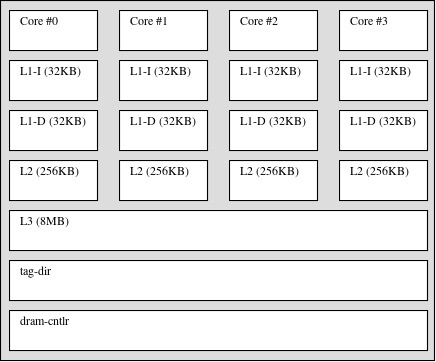 Core #0 Core #1 Core #2 Core #3
L1-I (32KB) L1-I (32KB) L1-I (32KB) L1-I (32KB)
L1-D (32KB) L1-D (32KB) L1-D (32KB) L1-D (32KB)
L2 (256KB) L2 (256KB) L2 (256KB) L2 (256KB)
L3 (8MB)
tag-dir
dram-cntlr